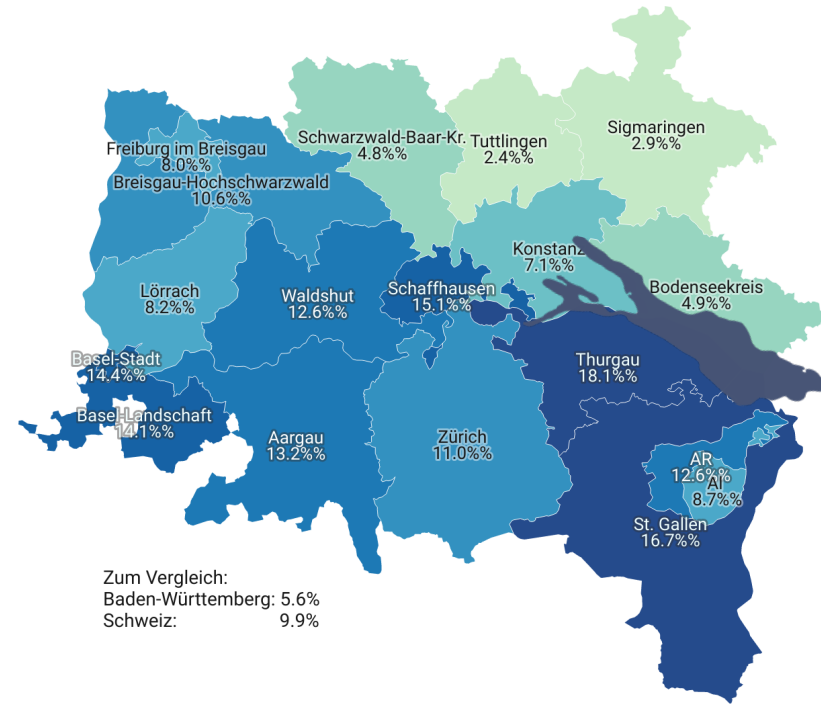 Sigmaringen
2.9%%
Schwarzwald-Baar-Kr.
4.8%%
Tuttlingen
2.4%%
Freiburg im Breisgau
8.0%%
Breisgau-Hochschwarzwald
10.6%%
Konstanz
7.1%%
Lörrach
8.2%%
Waldshut
12.6%%
Schaffhausen
15.1%%
Bodenseekreis
4.9%%
Basel-Stadt
14.4%%
Thurgau
18.1%%
Basel-Landschaft
14.1%%
Aargau
13.2%%
Zürich
11.0%%
AR
12.6%%
AI
8.7%%
St. Gallen
16.7%%
Zum Vergleich:
Baden-Württemberg: 5.6%
Schweiz: 9.9%